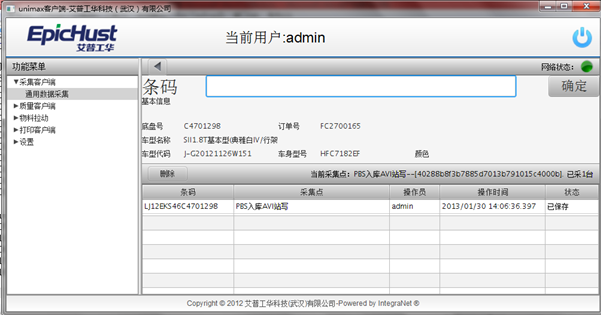 unimax客户端-艾普工华科技（武汉）有限公司
EpicHust
艾普工华
当前用户:admin
功能菜单
网络状态：
▼采集客户端
通用数据采集
▶质量客户端
▶物料拉动
▶打印客户端
▶设置
条码
确定
基本信息
底盘号 C4701298 订单号 FC2700165
车型名称 SII1.8T基本型(典雅白IV/行架
车型代码 J-G20121126W151 车身型号 HFC7182EF 颜色
删除 当前采集点：PBS入库AVI站写--[40288b8f3b7885d7013b791015c4000b]. 已采1台
条码 采集点 操作员 操作时间 状态
LJ12EKS46C4701298 PBS入库AVI站写 admin 2013/01/30 14:06:36.397 已保存
Copyright © 2012 艾普工华科技(武汉)有限公司-Powered by IntegraNet ®